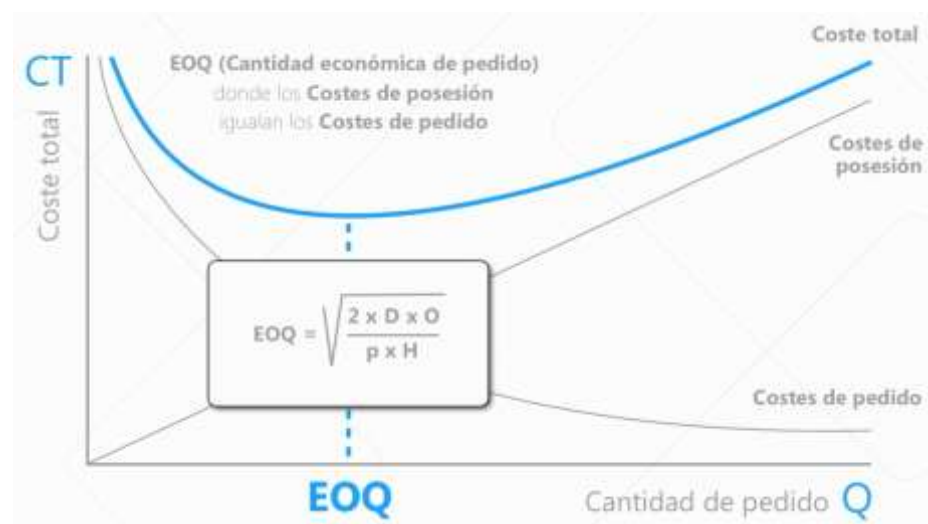 Coste total
CT
EOQ (Cantidad económica de pedido)
donde los Costes de posesión
igualan los Costes de pedido
Coste total
Costes de
posesión
EOQ = √(2 x D x O / p x H)
Costes de pedido
EOQ
Cantidad de pedido Q